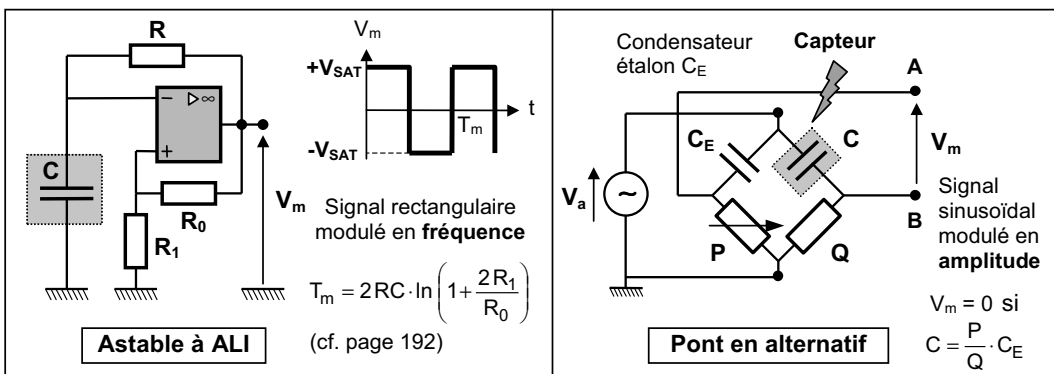 R
V_m
+V_SAT
-V_SAT
T_m
t
▷∞
−
+
C
R_0
R_1
V_m
Signal rectangulaire
modulé en fréquence
T_m = 2RC·ln(1 + 2R_1/R_0)
(cf. page 192)
Astable à ALI
Condensateur
étalon C_E
Capteur
A
C_E
C
V_a
~
V_m
B
P
Q
Signal
sinusoïdal
modulé en
amplitude
V_m = 0 si
C = P/Q · C_E
Pont en alternatif